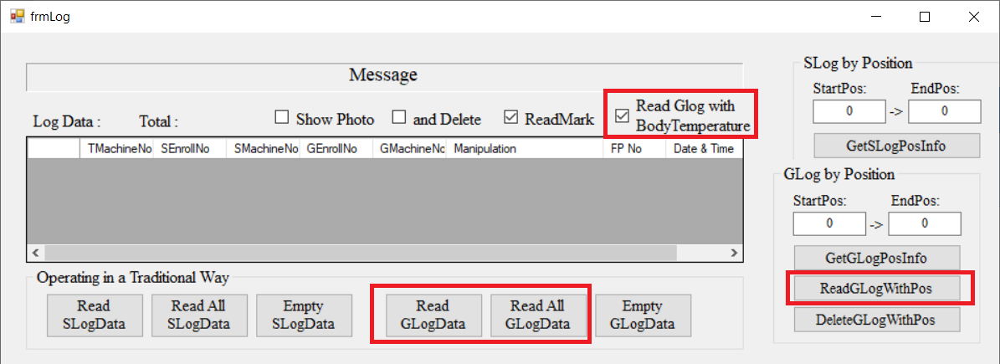 frmLog
Message
Log Data :
Total :
Show Photo
and Delete
ReadMark
Read Glog with
BodyTemperature
TMachineNo
SEnrollNo
SMachineNo
GEnrollNo
GMachineNo
Manipulation
FP No
Date & Time
Operating in a Traditional Way
Read
SLogData
Read All
SLogData
Empty
SLogData
Read
GLogData
Read All
GLogData
Empty
GLogData
SLog by Position
StartPos:
EndPos:
0
->
0
GetSLogPosInfo
GLog by Position
StartPos:
EndPos:
0
->
0
GetGLogPosInfo
ReadGLogWithPos
DeleteGLogWithPos